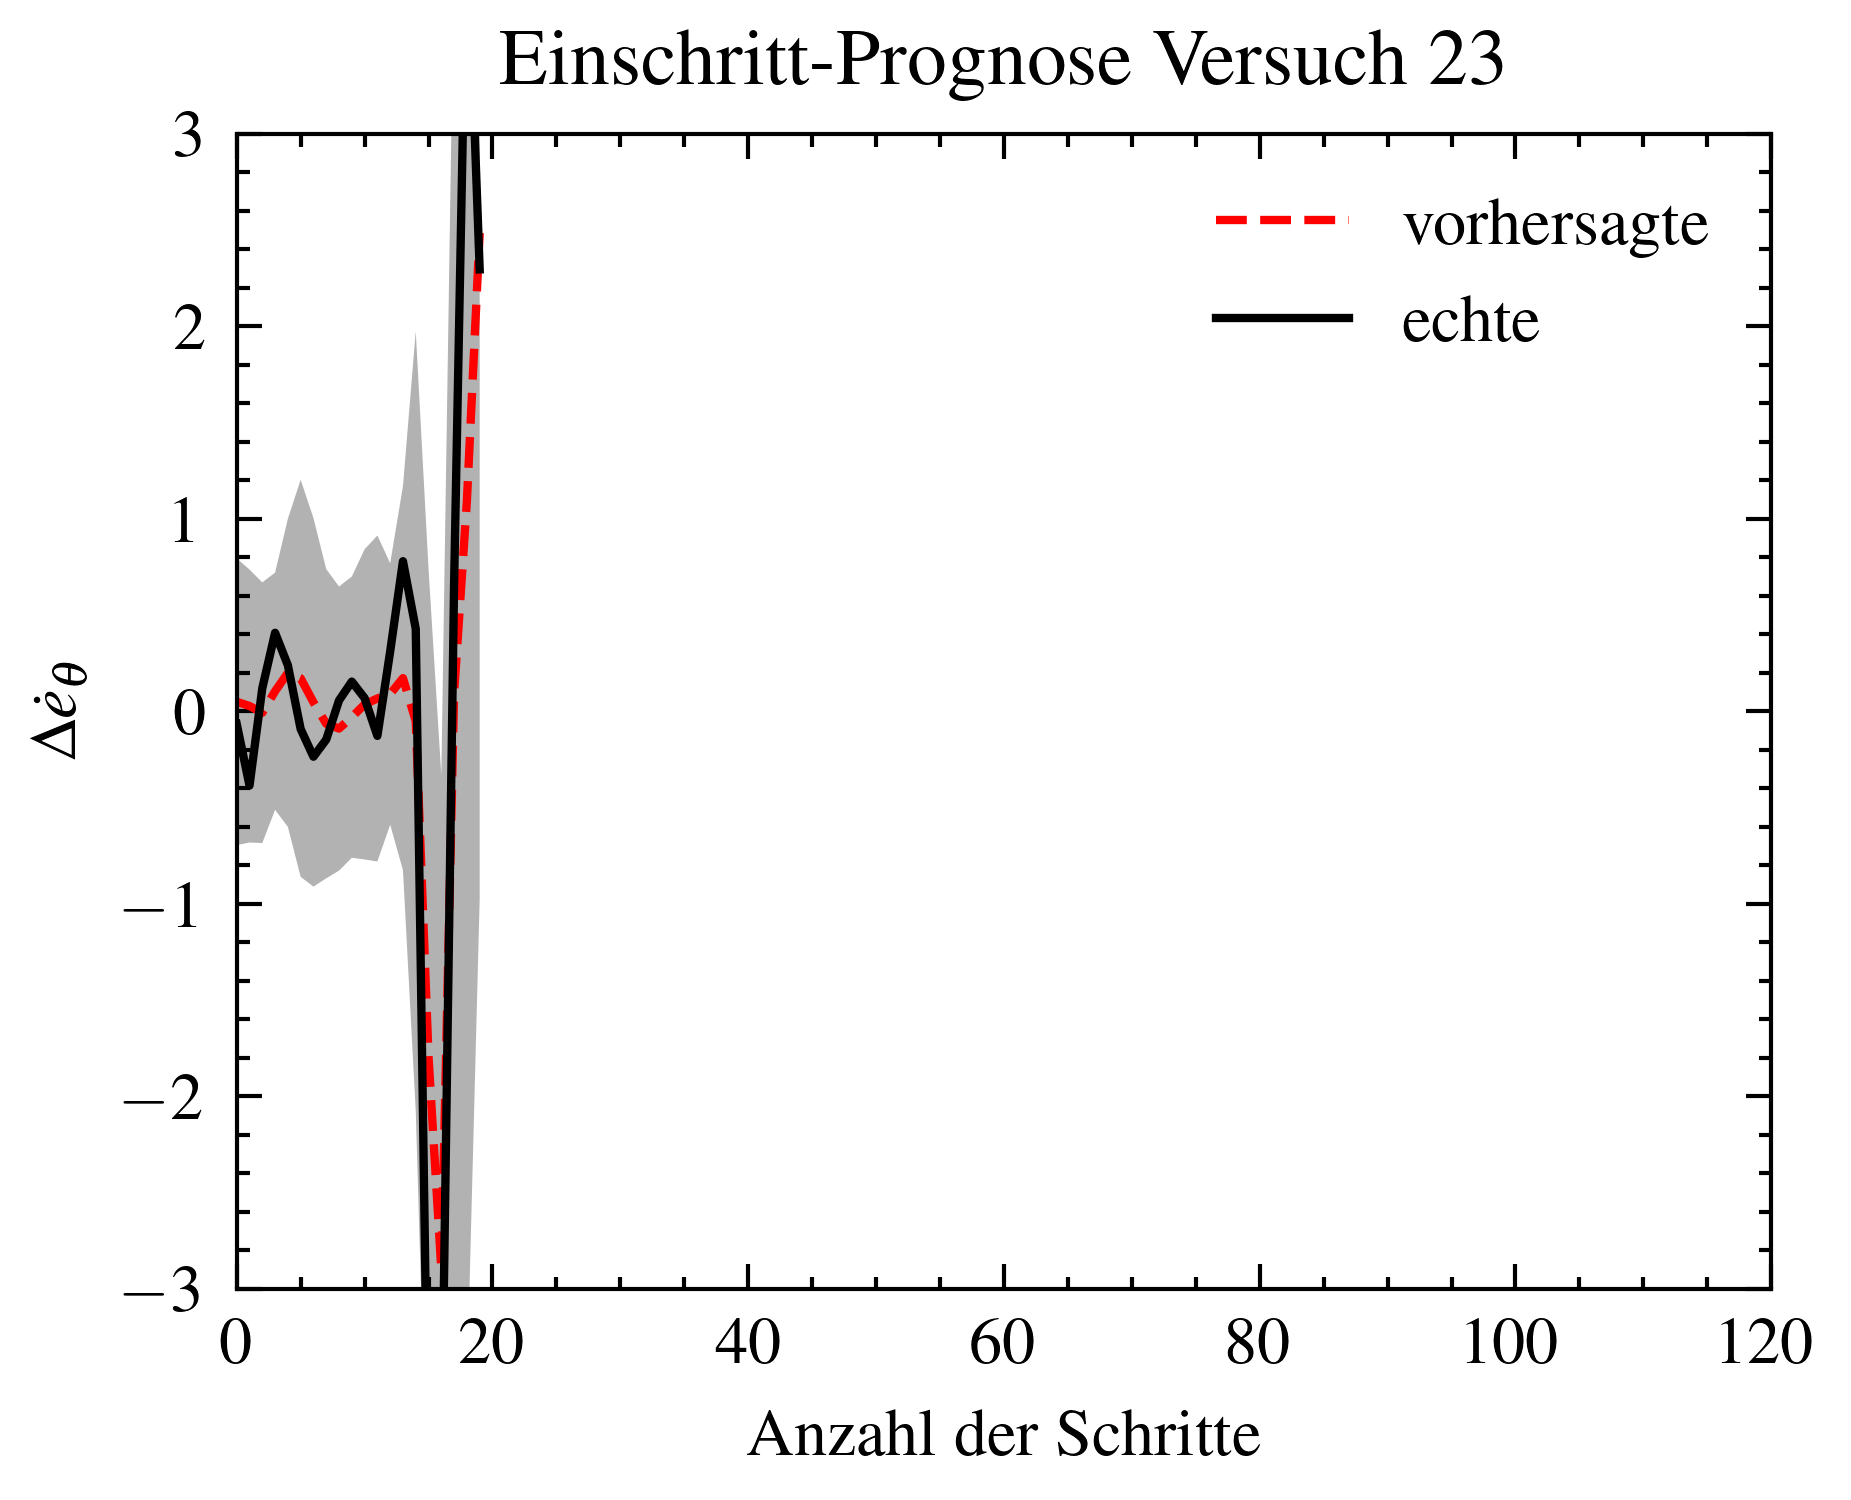 Einschritt-Prognose Versuch 23
3
2
1
0
−1
−2
−3
Δėθ
vorhersagte
echte
0 20 40 60 80 100 120
Anzahl der Schritte